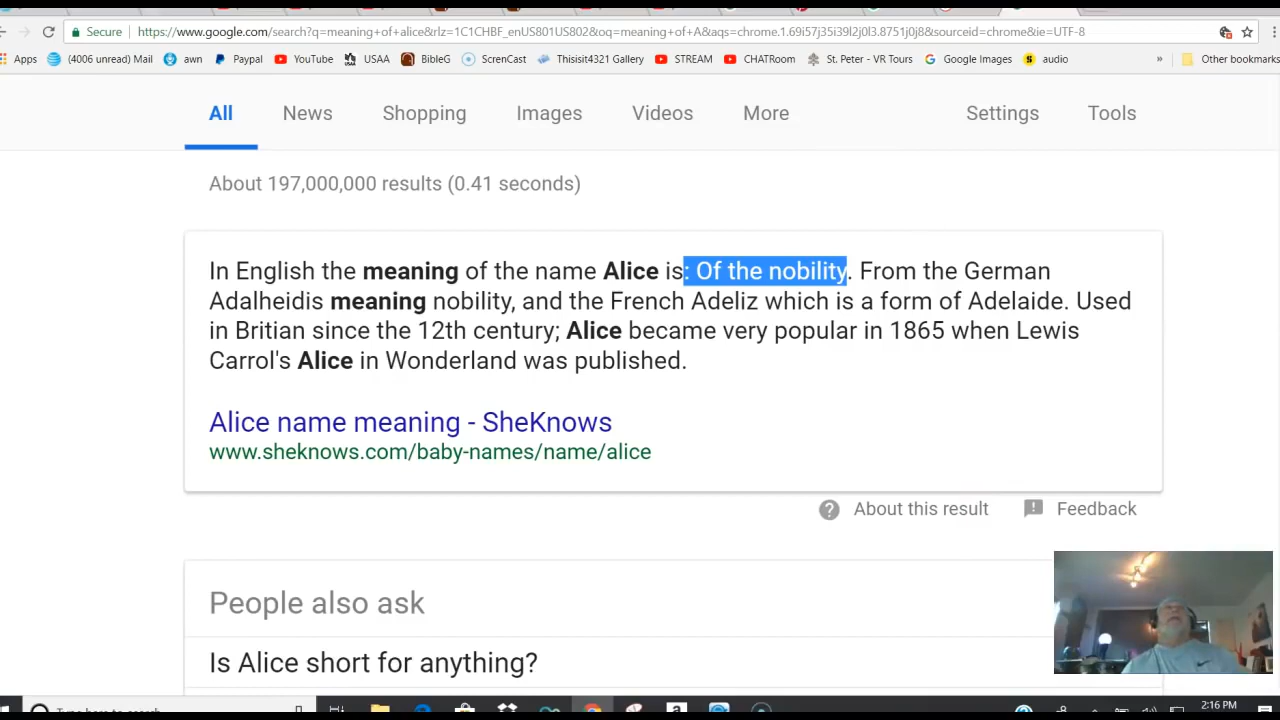 Secure https://www.google.com/search?q=meaning+of+alice&rlz=1C1CHBF_enUS801US802&oq=meaning+of+A&aqs=chrome.1.69i57j35i39l2j0l3.8751j0j8&sourceid=chrome&ie=UTF-8
Apps (4006 unread) Mail awn Paypal YouTube USAA BibleG ScrenCast Thisisit4321 Gallery STREAM CHATRoom St. Peter - VR Tours Google Images audio » Other bookmarks
All News Shopping Images Videos More Settings Tools
About 197,000,000 results (0.41 seconds)
In English the meaning of the name Alice is: Of the nobility. From the German
Adalheidis meaning nobility, and the French Adeliz which is a form of Adelaide. Used
in Britian since the 12th century; Alice became very popular in 1865 when Lewis
Carrol's Alice in Wonderland was published.
Alice name meaning - SheKnows
www.sheknows.com/baby-names/name/alice
About this result Feedback
People also ask
Is Alice short for anything?
Type here to search
2:16 PM